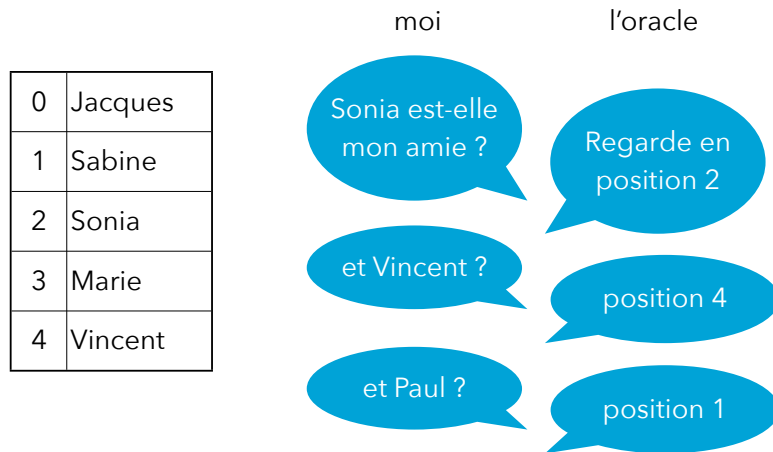 moi
l'oracle
0 Jacques
1 Sabine
2 Sonia
3 Marie
4 Vincent
Sonia est-elle
mon amie ?
Regarde en
position 2
et Vincent ?
position 4
et Paul ?
position 1